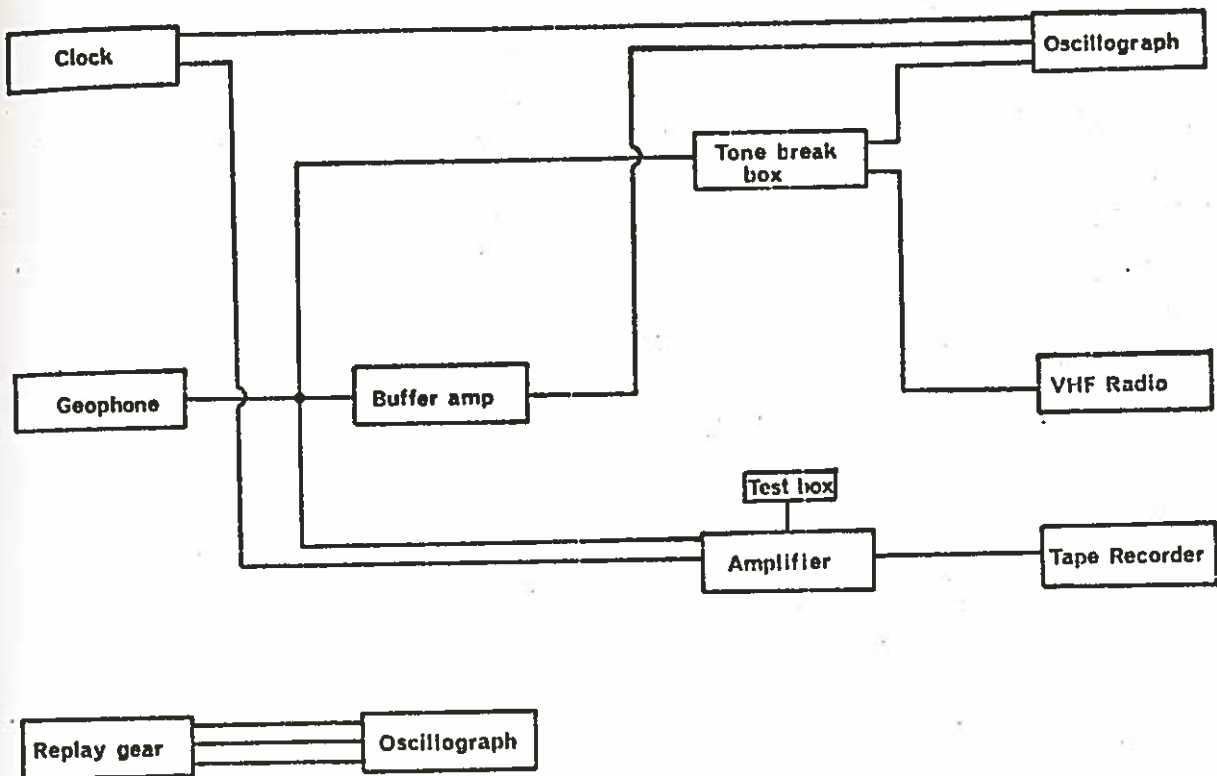 Clock
Oscillograph
Tone break
box
Geophone
Buffer amp
VHF Radio
Test box
Amplifier
Tape Recorder
Replay gear
Oscillograph